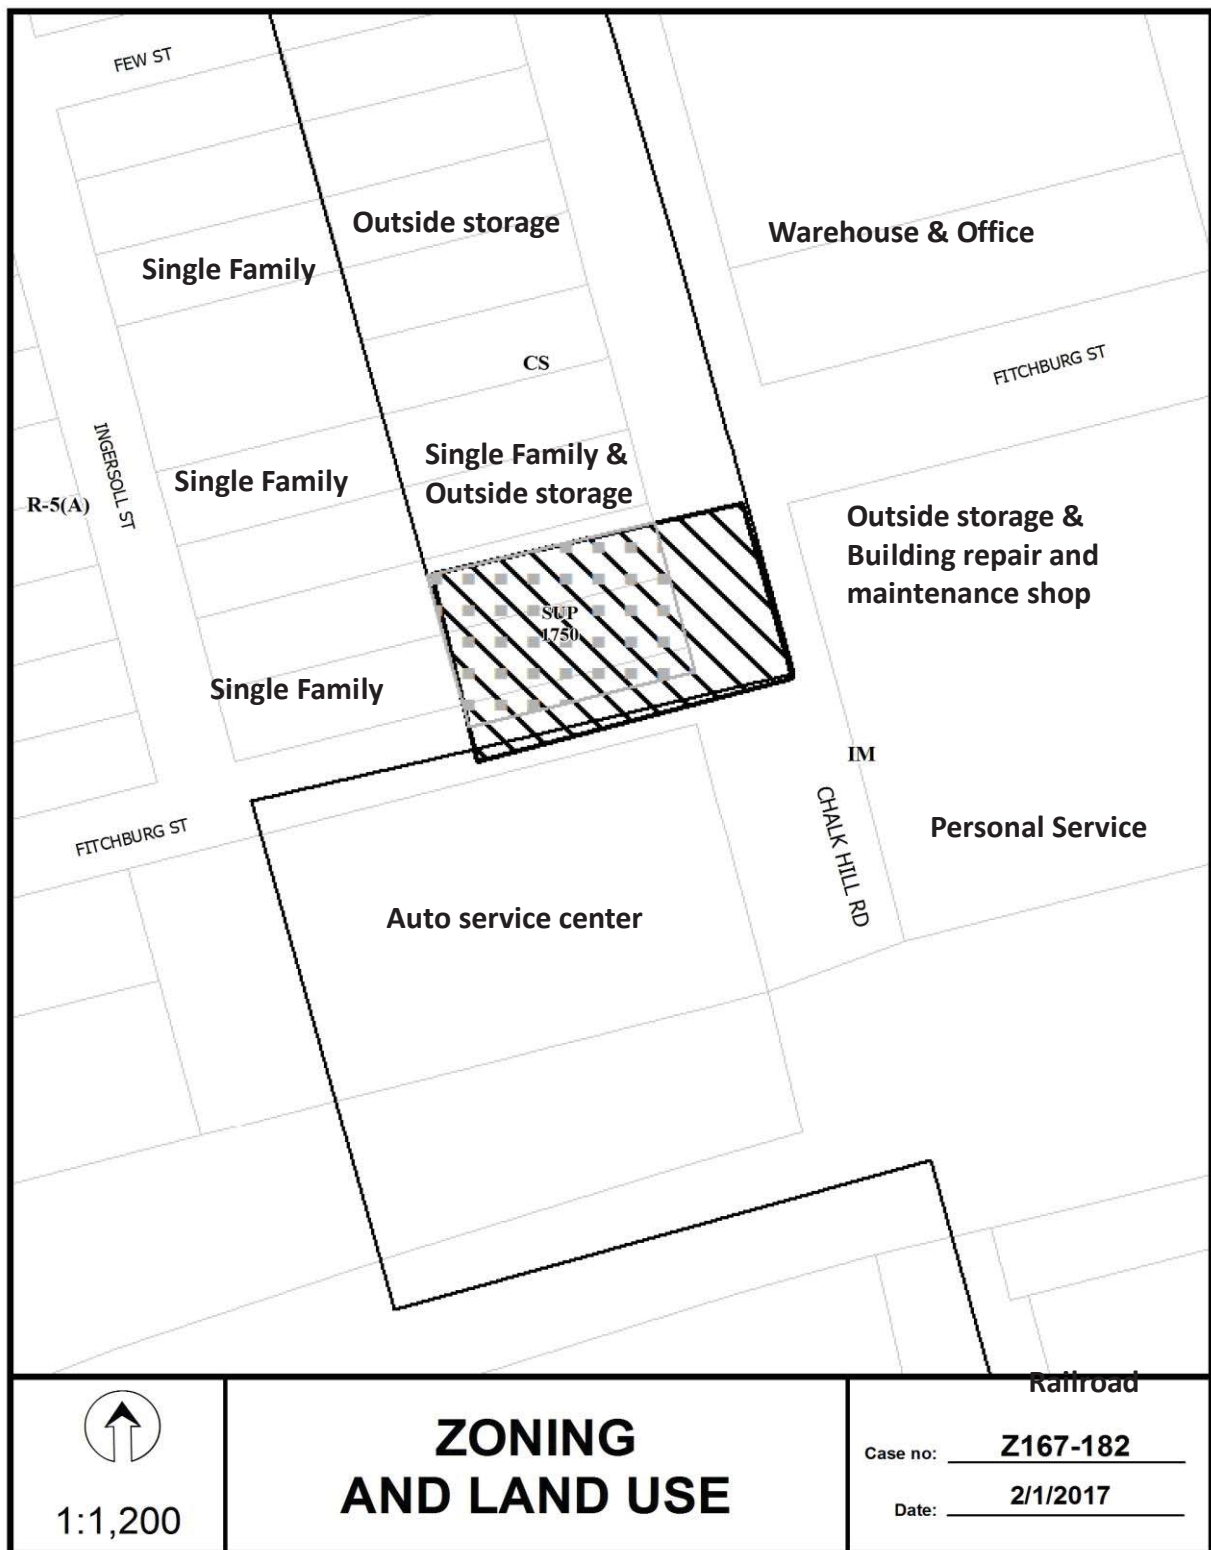 FEW ST
Outside storage
Warehouse & Office
Single Family
FITCHBURG ST
CS
INGERSOLL ST
Single Family &
Outside storage
Single Family
R-5(A)
Outside storage &
Building repair and
maintenance shop
SUP
1750
Single Family
IM
CHALK HILL RD
Personal Service
FITCHBURG ST
Auto service center
Railroad
1:1,200
ZONING
AND LAND USE
Case no: Z167-182
Date: 2/1/2017